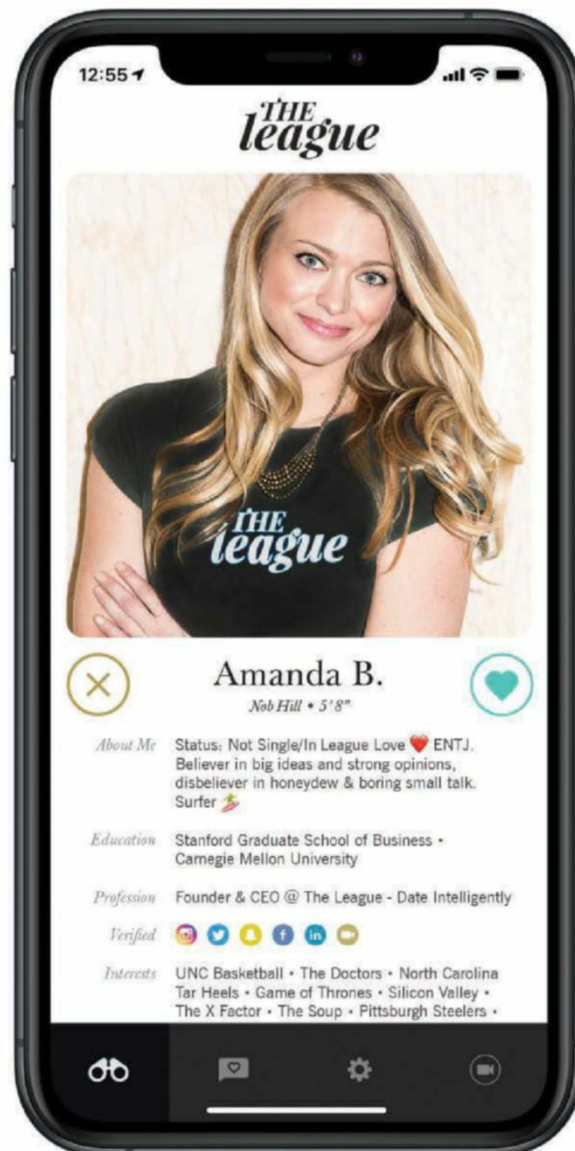 12:55
THE
league
THE
league
Amanda B.
Nob Hill • 5'8"
About Me Status: Not Single/In League Love ❤️ ENTJ.
Believer in big ideas and strong opinions,
disbeliever in honeydew & boring small talk.
Surfer 🏄
Education Stanford Graduate School of Business •
Carnegie Mellon University
Profession Founder & CEO @ The League - Date Intelligently
Verified
in
Interests UNC Basketball • The Doctors • North Carolina
Tar Heels • Game of Thrones • Silicon Valley •
The X Factor • The Soup • Pittsburgh Steelers •